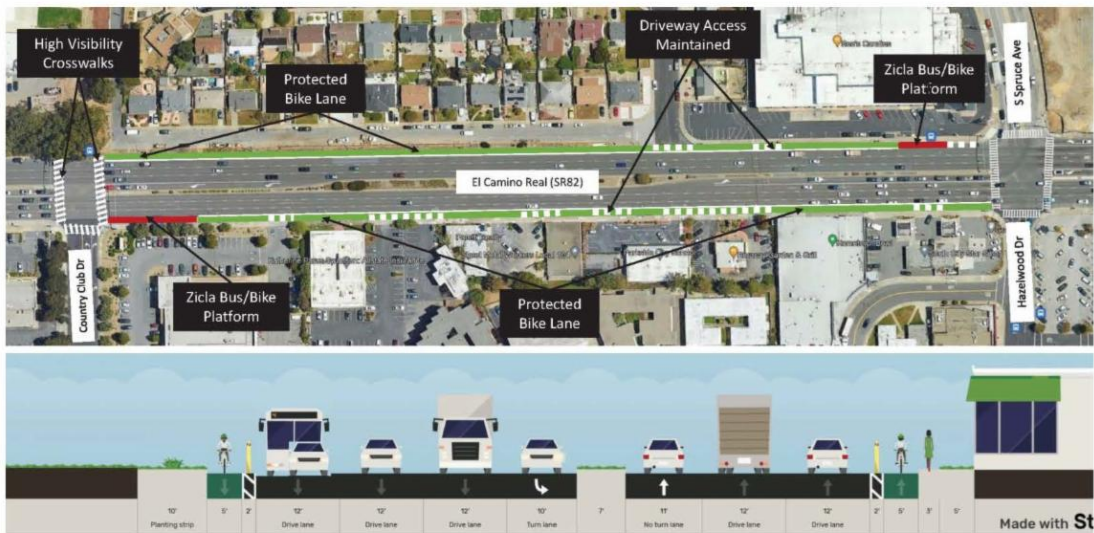 High Visibility
Crosswalks
Protected
Bike Lane
Driveway Access
Maintained
Zicla Bus/Bike
Platform
S Spruce Ave
El Camino Real (SR82)
Country Club Dr
Zicla Bus/Bike
Platform
Protected
Bike Lane
Hazelwood Dr
10' 5' 2' 12' 12' 12' 10' 7' 11' 12' 12' 2' 5' 3' 5'
Planting strip Drive lane Drive lane Drive lane Turn lane No turn lane Drive lane Drive lane
Made with St